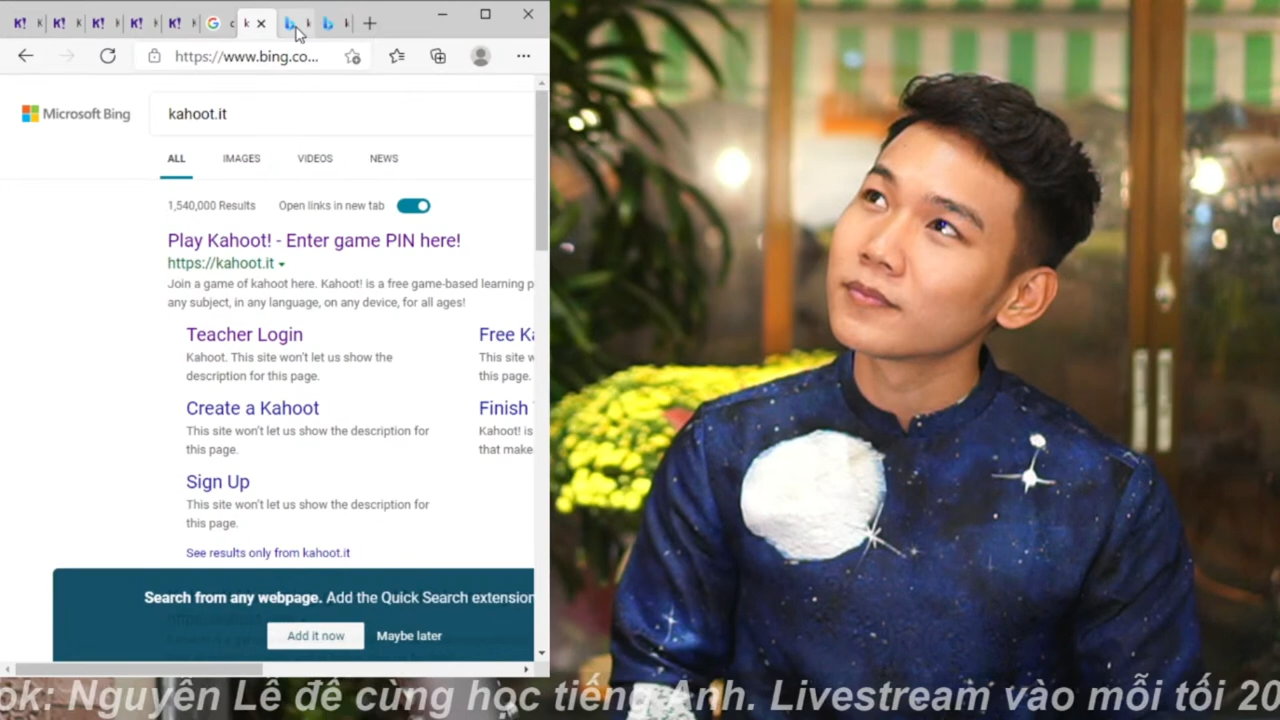 https://www.bing.co...
Microsoft Bing
kahoot.it
ALL IMAGES VIDEOS NEWS
1,540,000 Results Open links in new tab
Play Kahoot! - Enter game PIN here!
https://kahoot.it
Join a game of kahoot here. Kahoot! is a free game-based learning p
any subject, in any language, on any device, for all ages!
Teacher Login
Kahoot. This site won't let us show the
description for this page.
Free Ka
This site w
this page.
Create a Kahoot
This site won't let us show the description for
this page.
Finish
Kahoot! is
that make
Sign Up
This site won't let us show the description for
this page.
See results only from kahoot.it
Search from any webpage. Add the Quick Search extension
Add it now Maybe later
ok: Nguyên Lê để cùng học tiếng Anh. Livestream vào mỗi tối 20